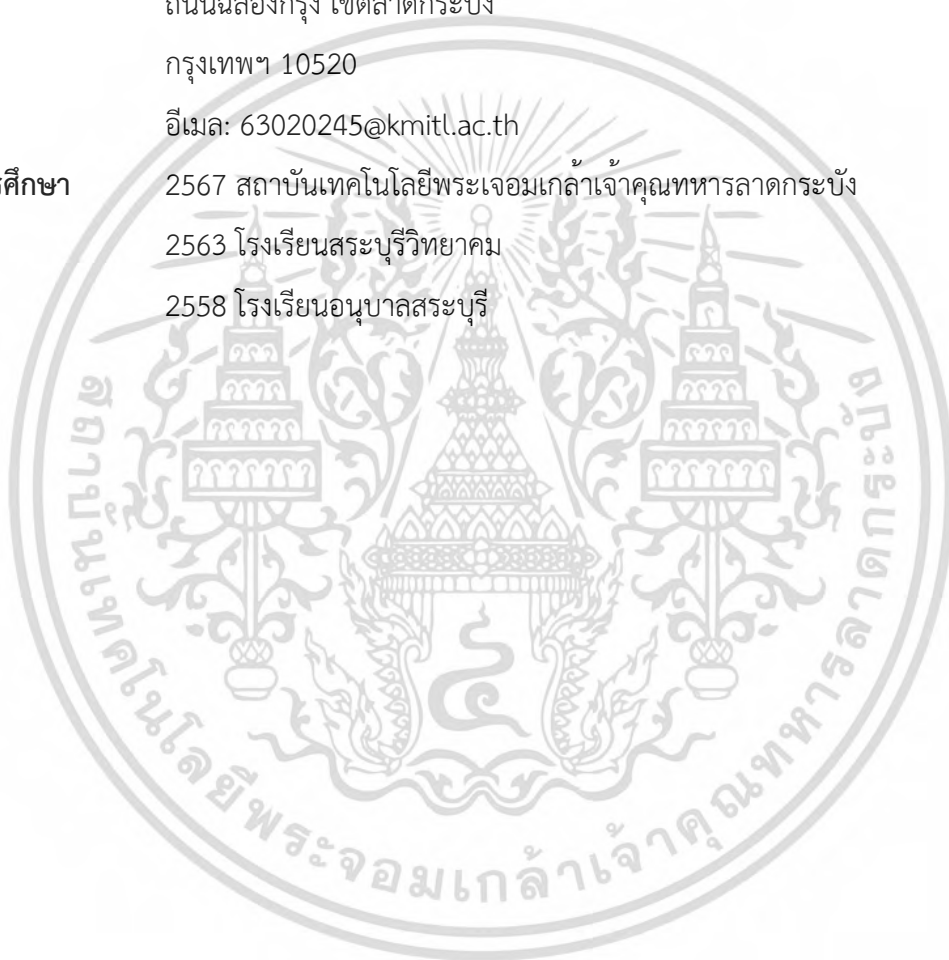 ถนนฉลองกรุง เขตลาดกระบัง
กรุงเทพฯ 10520
อีเมล: 63020245@kmitl.ac.th
ศึกษา 2567 สถาบันเทคโนโลยีพระเจอมเกล้าเจ้าคุณทหารลาดกระบัง
2563 โรงเรียนสระบุรีวิทยาคม
2558 โรงเรียนอนุบาลสระบุรี
สถาบันเทคโนโลยีพระจอมเกล้าเจ้าคุณทหารลาดกระบัง
๔